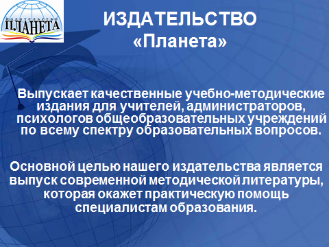 ИЗДАТЕЛЬСТВО
ПЛАНЕТА
«Планета»
Выпускает качественные учебно-методические
издания для учителей, администраторов,
психологов общеобразовательных учреждений
по всему спектру образовательных вопросов.
Основной целью нашего издательства является
выпуск современной методической литературы,
которая окажет практическую помощь
специалистам образования.